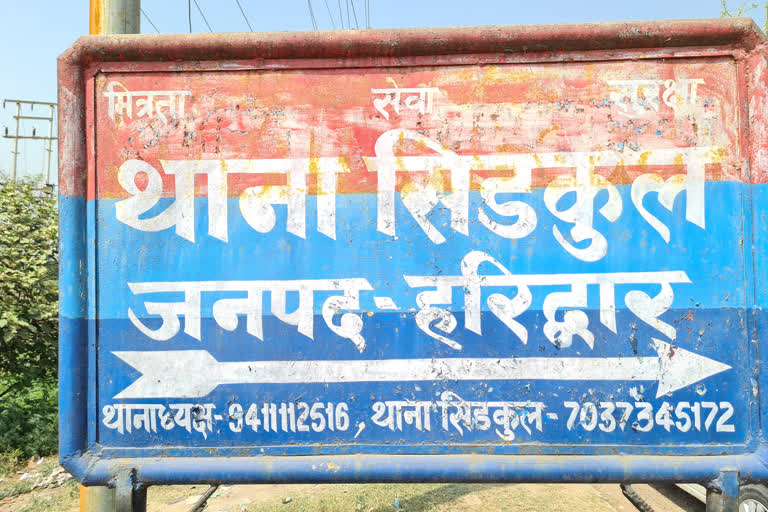 मित्रता सेवा सुरक्षा
थाना सिडकुल
जनपद-हरिद्वार
थानाध्यक्ष-9411112516, थाना सिडकुल-7037345172